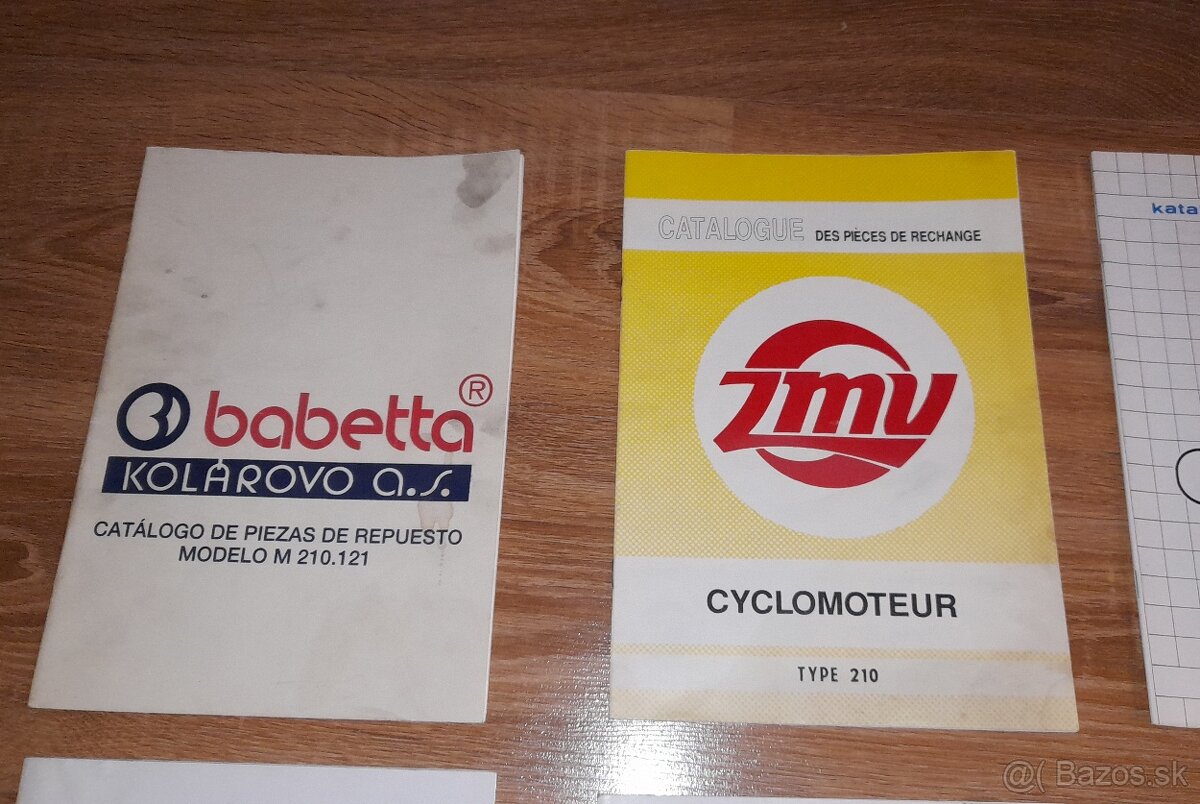 babetta®
KOLÁROVO a.s.
CATÁLOGO DE PIEZAS DE REPUESTO
MODELO M 210.121
CATALOGUE DES PIÈCES DE RECHANGE
ZMV
CYCLOMOTEUR
TYPE 210
kata
@( Bazos.sk